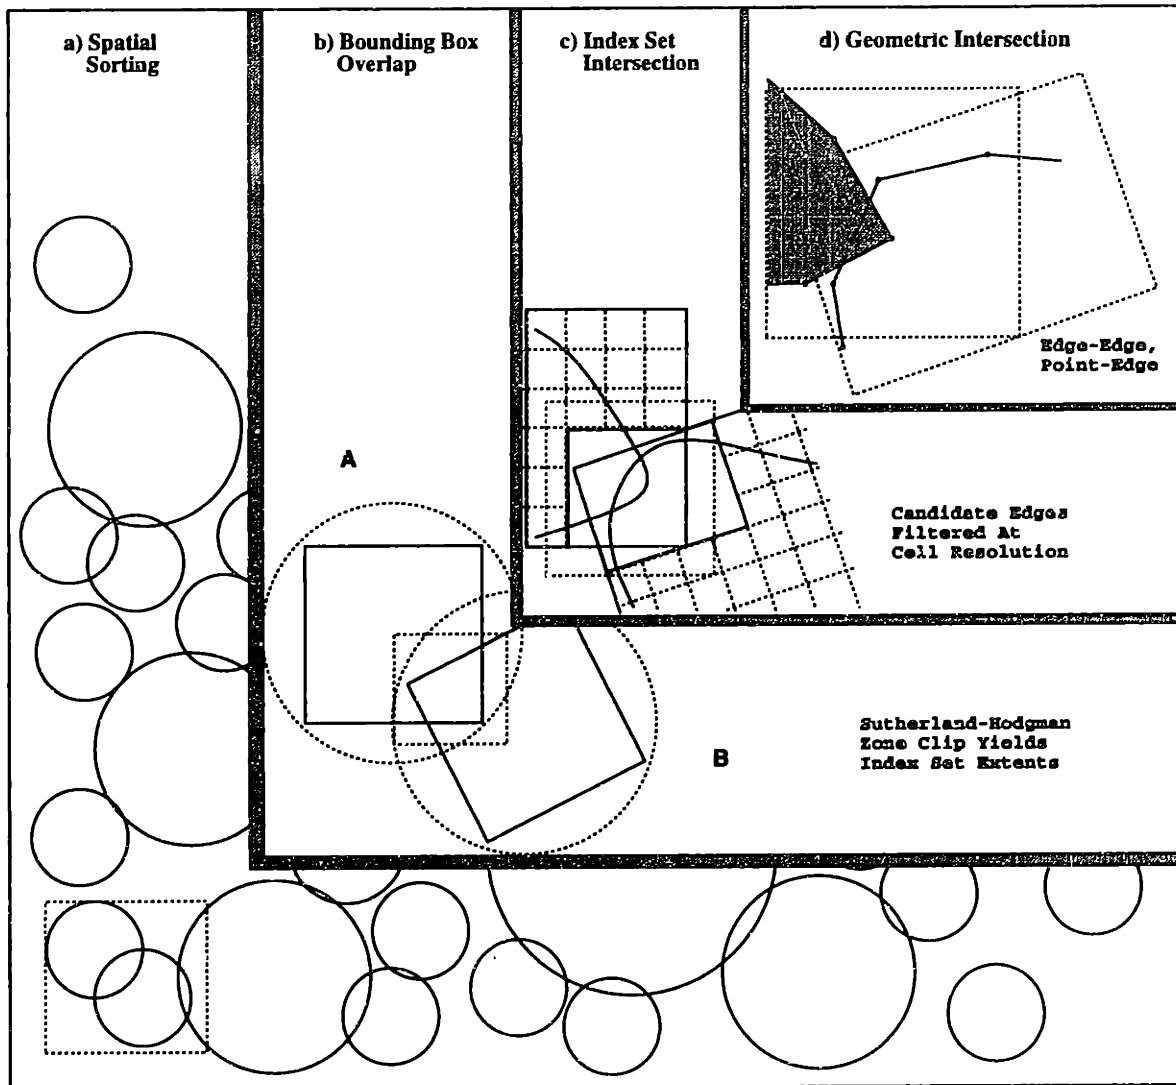 a) Spatial
Sorting
b) Bounding Box
Overlap
c) Index Set
Intersection
d) Geometric Intersection
Edge-Edge,
Point-Edge
A
Candidate Edges
Filtered At
Cell Resolution
Sutherland-Hodgman
Zone Clip Yields
Index Set Extents
B